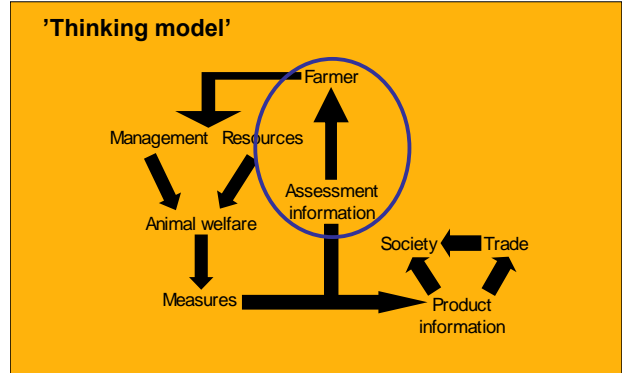 ’Thinking model’
Farmer
Management Resources
Assessment
information
Animal welfare
Society Trade
Measures
Product
information